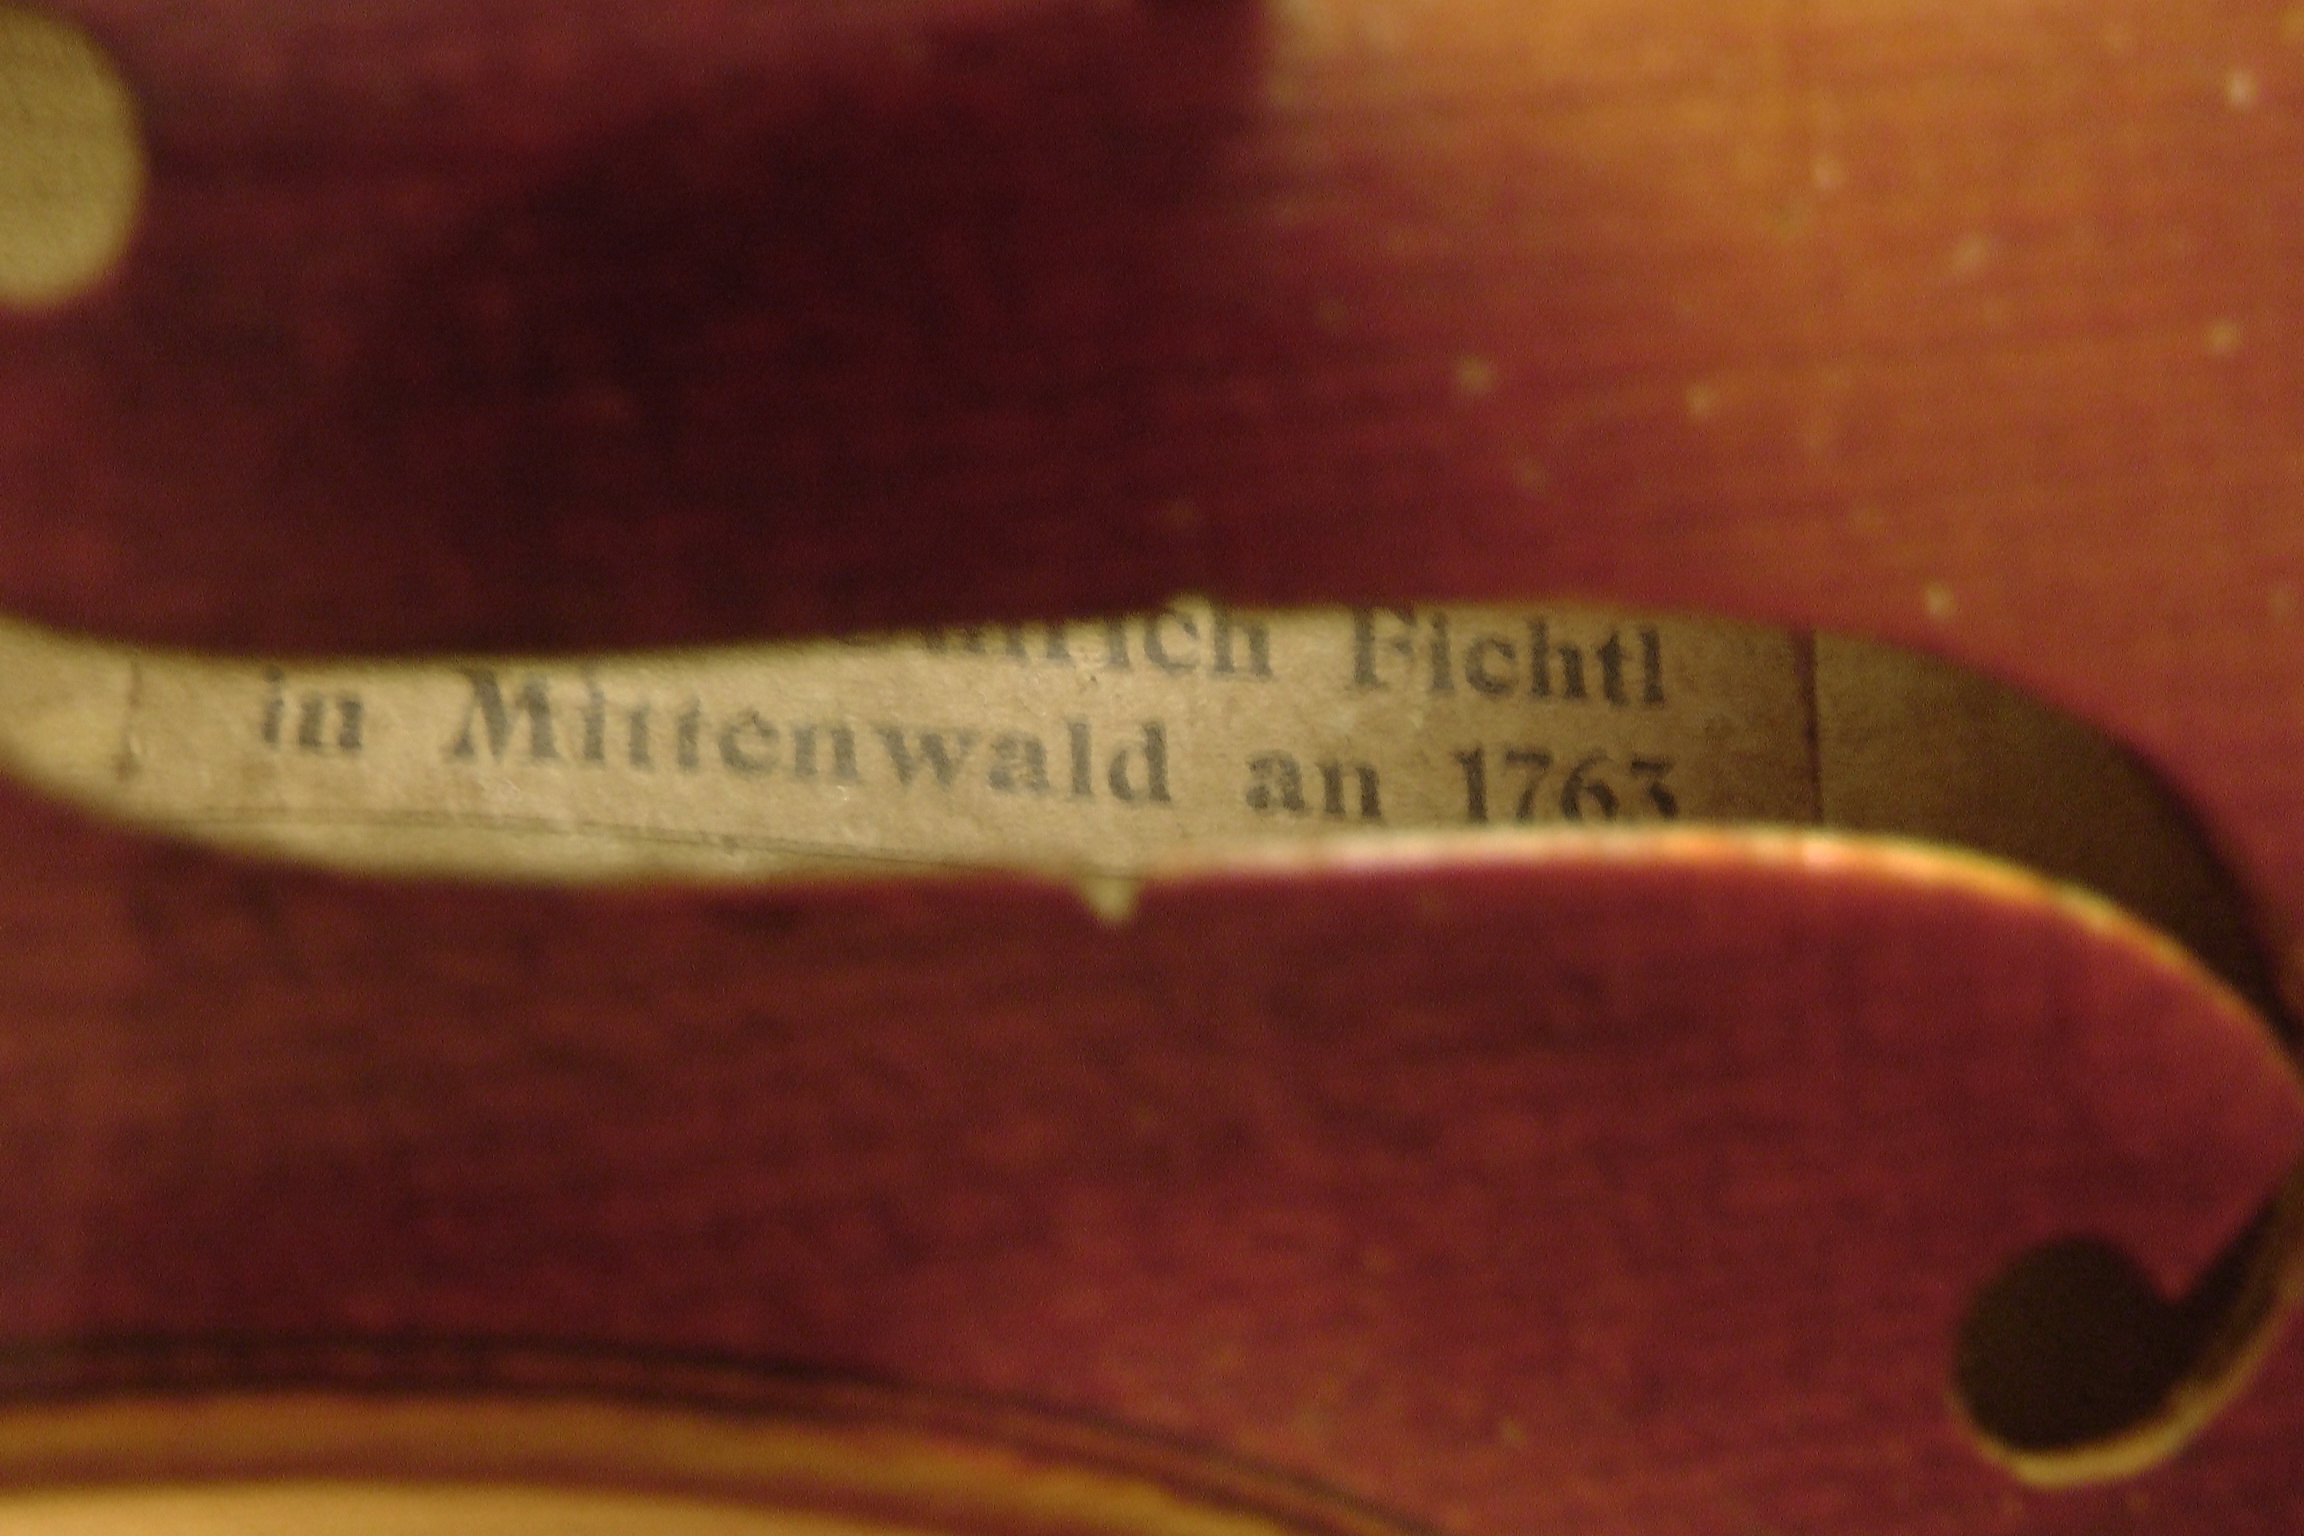 Fichtl
in Mittenwald an 1763